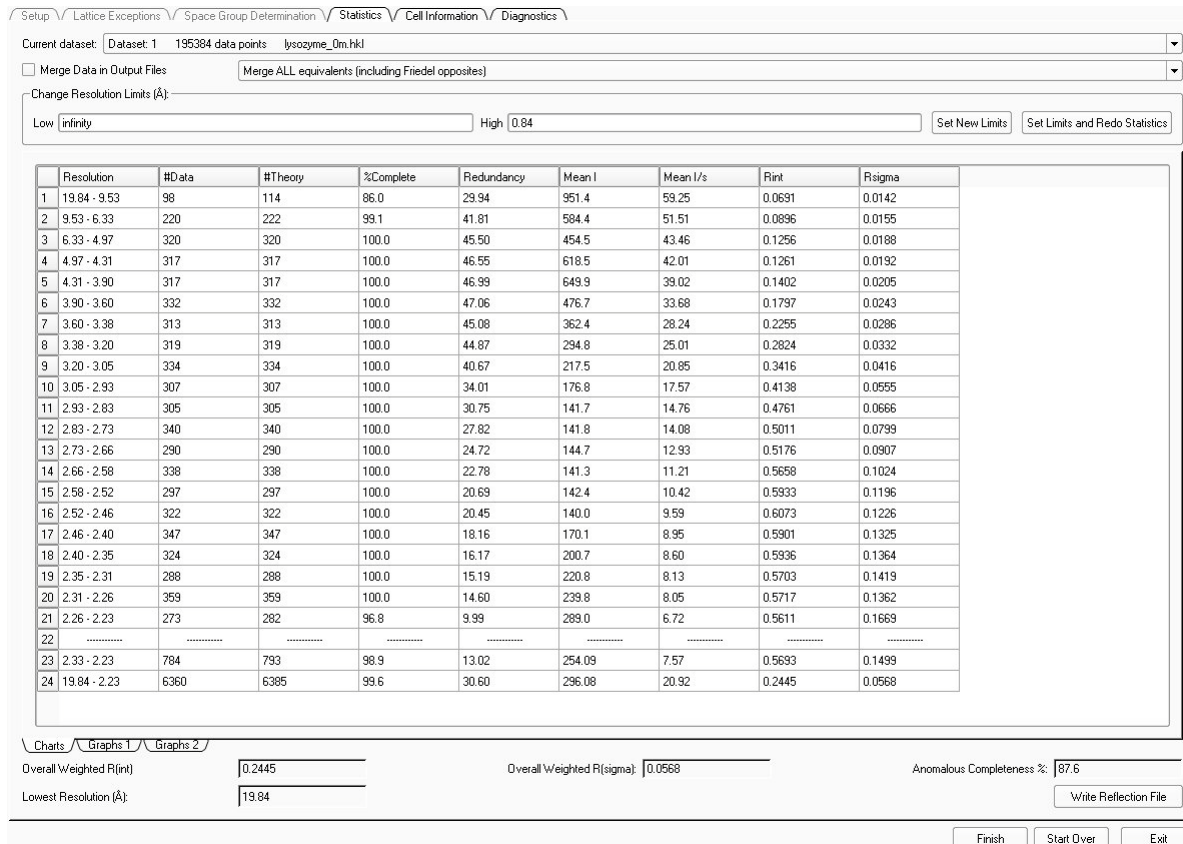 Setup Lattice Exceptions Space Group Determination Statistics Cell Information Diagnostics
Current dataset: Dataset: 1 195384 data points lysozyme_0m.hkl
Merge Data in Output Files Merge ALL equivalents (including Friedel opposites)
Change Resolution Limits (Å):
Low infinity High 0.84 Set New Limits Set Limits and Redo Statistics
Resolution #Data #Theory %Complete Redundancy Mean I Mean I/s Rint Rsigma
1 19.84 - 9.53 98 114 86.0 29.94 951.4 59.25 0.0691 0.0142
2 9.53 - 6.33 220 222 99.1 41.81 584.4 51.51 0.0896 0.0155
3 6.33 - 4.97 320 320 100.0 45.50 454.5 43.46 0.1256 0.0188
4 4.97 - 4.31 317 317 100.0 46.55 618.5 42.01 0.1261 0.0192
5 4.31 - 3.90 317 317 100.0 46.99 649.9 39.02 0.1402 0.0205
6 3.90 - 3.60 332 332 100.0 47.06 476.7 33.68 0.1797 0.0243
7 3.60 - 3.38 313 313 100.0 45.08 362.4 28.24 0.2255 0.0286
8 3.38 - 3.20 319 319 100.0 44.87 294.8 25.01 0.2824 0.0332
9 3.20 - 3.05 334 334 100.0 40.67 217.5 20.85 0.3416 0.0416
10 3.05 - 2.93 307 307 100.0 34.01 176.8 17.57 0.4138 0.0555
11 2.93 - 2.83 305 305 100.0 30.75 141.7 14.76 0.4761 0.0666
12 2.83 - 2.73 340 340 100.0 27.82 141.8 14.08 0.5011 0.0799
13 2.73 - 2.66 290 290 100.0 24.72 144.7 12.93 0.5176 0.0907
14 2.66 - 2.58 338 338 100.0 22.78 141.3 11.21 0.5658 0.1024
15 2.58 - 2.52 297 297 100.0 20.69 142.4 10.42 0.5933 0.1196
16 2.52 - 2.46 322 322 100.0 20.45 140.0 9.59 0.6073 0.1226
17 2.46 - 2.40 347 347 100.0 18.16 170.1 8.95 0.5901 0.1325
18 2.40 - 2.35 324 324 100.0 16.17 200.7 8.60 0.5936 0.1364
19 2.35 - 2.31 288 288 100.0 15.19 220.8 8.13 0.5703 0.1419
20 2.31 - 2.26 359 359 100.0 14.60 239.8 8.05 0.5717 0.1362
21 2.26 - 2.23 273 282 96.8 9.99 289.0 6.72 0.5611 0.1669
22 ------------ ------------ ------------ ------------ ------------ ------------ ------------ ------------ ------------
23 2.33 - 2.23 784 793 98.9 13.02 254.09 7.57 0.5693 0.1499
24 19.84 - 2.23 6360 6385 99.6 30.60 296.08 20.92 0.2445 0.0568
Charts Graphs 1 Graphs 2
Overall Weighted R(int) 0.2445 Overall Weighted R(sigma): 0.0568 Anomalous Completeness %: 87.6
Lowest Resolution (Å): 19.84 Write Reflection File
Finish Start Over Exit